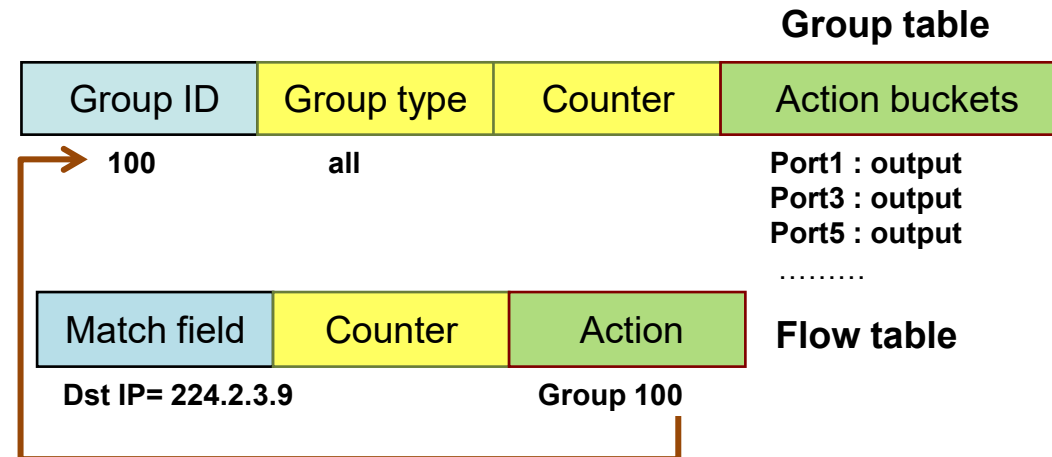 Group table
Group ID Group type Counter Action buckets
100 all Port1 : output
Port3 : output
Port5 : output
………
Match field Counter Action Flow table
Dst IP= 224.2.3.9 Group 100